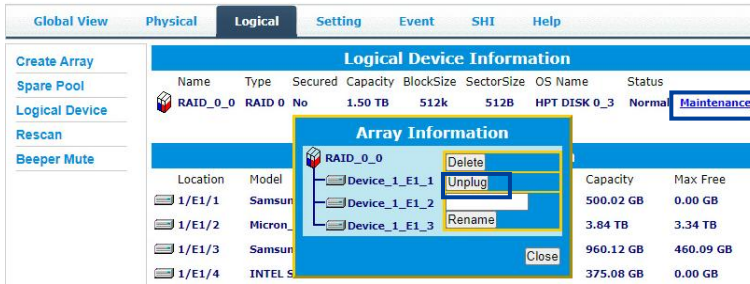 Global View Physical Logical Setting Event SHI Help
Create Array
Spare Pool
Logical Device
Rescan
Beeper Mute
Logical Device Information
Name Type Secured Capacity BlockSize SectorSize OS Name Status
RAID_0_0 RAID 0 No 1.50 TB 512k 512B HPT DISK 0_3 Normal Maintenance
Array Information
RAID_0_0
Device_1_E1_1
Device_1_E1_2
Device_1_E1_3
Delete
Unplug
Rename
Close
Location Model Capacity Max Free
1/E1/1 Samsun 500.02 GB 0.00 GB
1/E1/2 Micron_ 3.84 TB 3.34 TB
1/E1/3 Samsun 960.12 GB 460.09 GB
1/E1/4 INTEL S 375.08 GB 0.00 GB